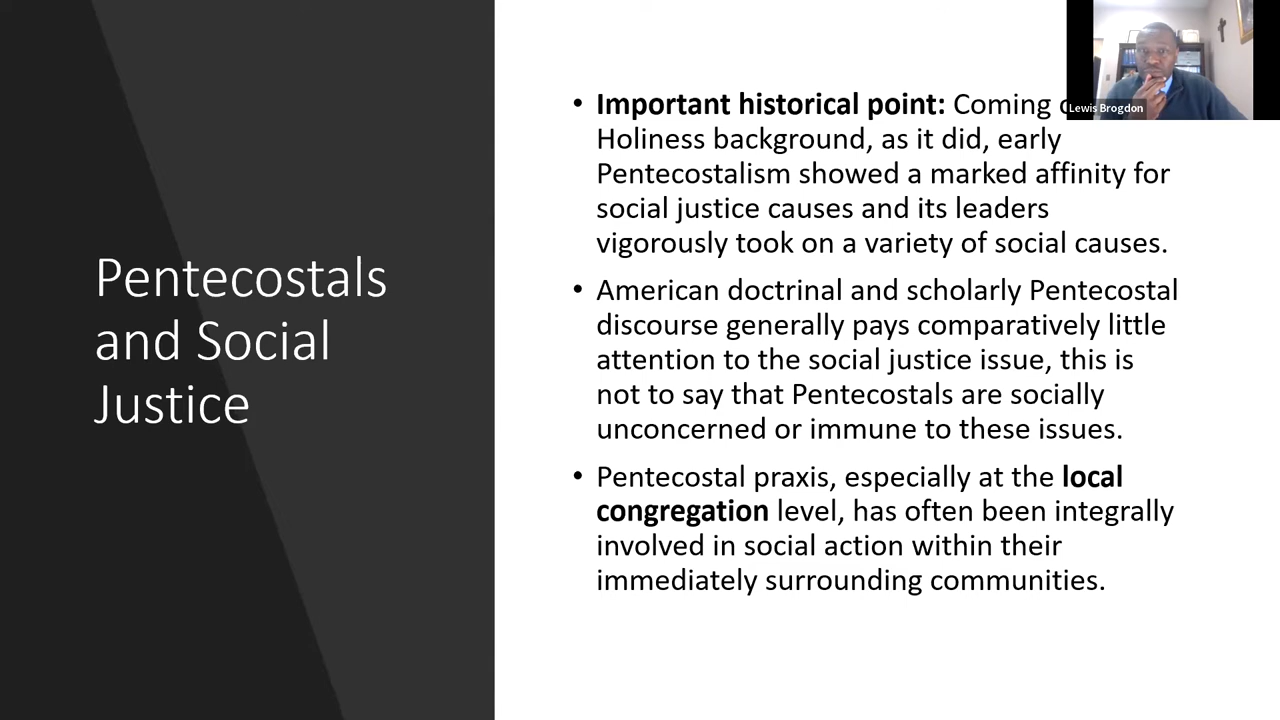 Pentecostals
and Social
Justice
• Important historical point: Coming
Holiness background, as it did, early
Pentecostalism showed a marked affinity for
social justice causes and its leaders
vigorously took on a variety of social causes.
• American doctrinal and scholarly Pentecostal
discourse generally pays comparatively little
attention to the social justice issue, this is
not to say that Pentecostals are socially
unconcerned or immune to these issues.
• Pentecostal praxis, especially at the local
congregation level, has often been integrally
involved in social action within their
immediately surrounding communities.
Lewis Brogdon